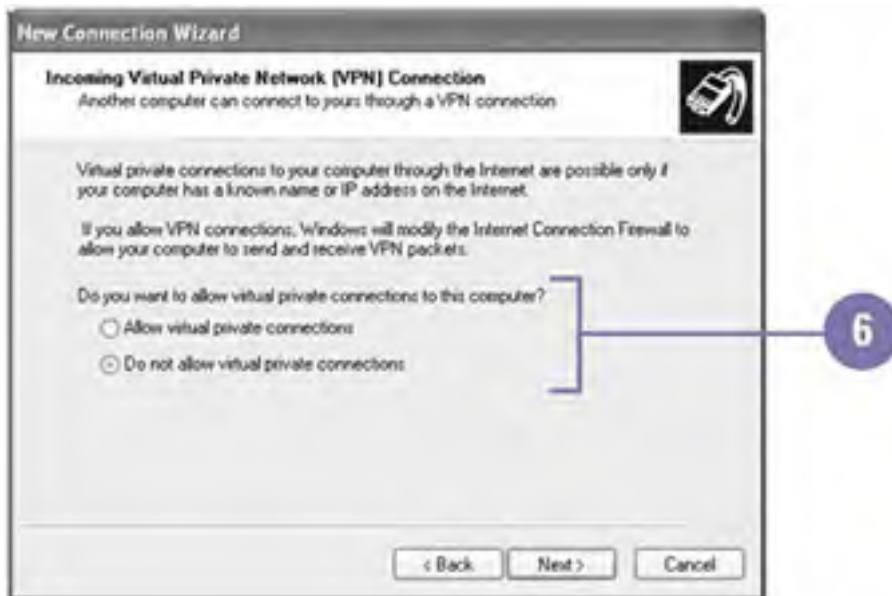 New Connection Wizard
Incoming Virtual Private Network (VPN) Connection
Another computer can connect to yours through a VPN connection
Virtual private connections to your computer through the Internet are possible only if
your computer has a known name or IP address on the Internet.
If you allow VPN connections, Windows will modify the Internet Connection Firewall to
allow your computer to send and receive VPN packets.
Do you want to allow virtual private connections to this computer?
Allow virtual private connections
Do not allow virtual private connections
6
< Back
Next >
Cancel